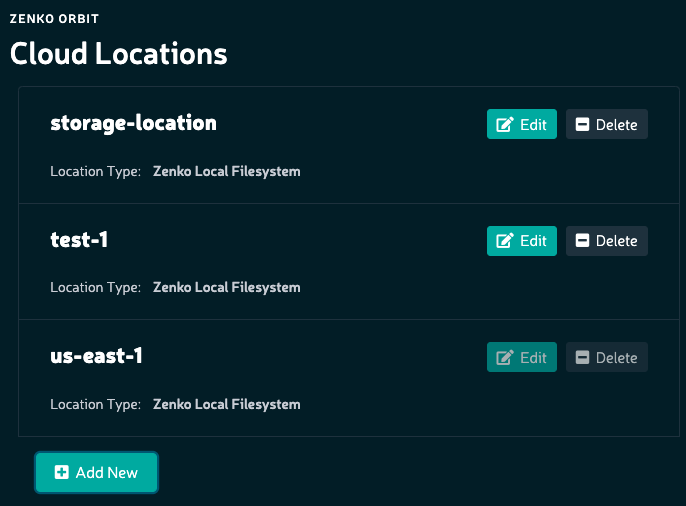 ZENKO ORBIT
Cloud Locations
storage-location
Edit
Delete
Location Type: Zenko Local Filesystem
test-1
Edit
Delete
Location Type: Zenko Local Filesystem
us-east-1
Edit
Delete
Location Type: Zenko Local Filesystem
Add New